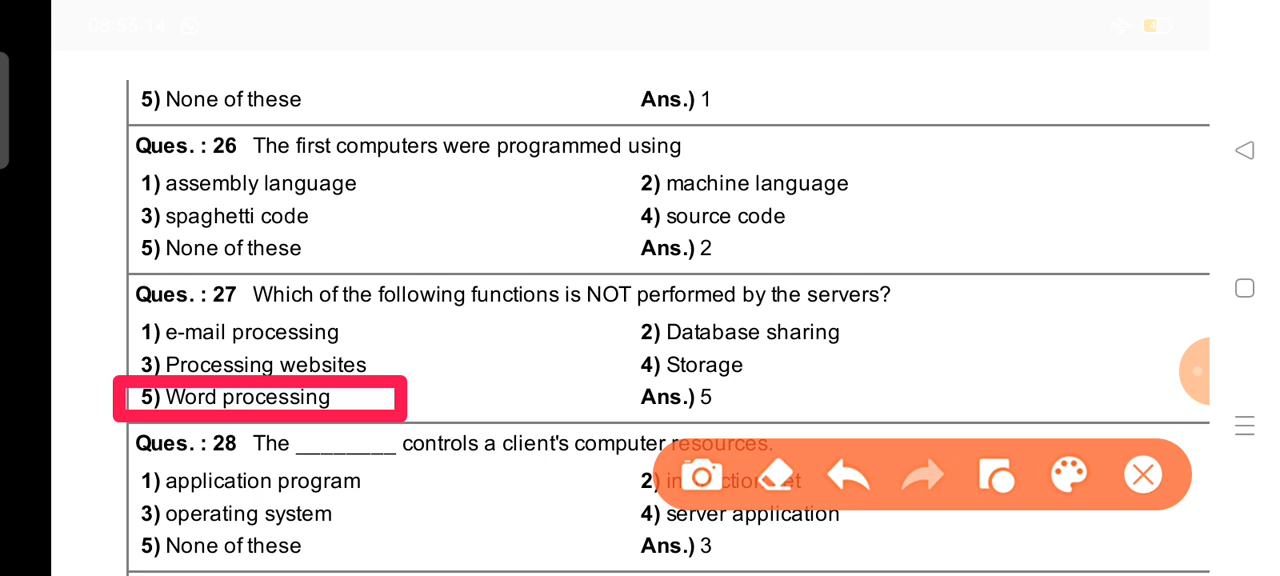 08:53:14
5) None of these Ans.) 1
Ques. : 26 The first computers were programmed using
1) assembly language 2) machine language
3) spaghetti code 4) source code
5) None of these Ans.) 2
Ques. : 27 Which of the following functions is NOT performed by the servers?
1) e-mail processing 2) Database sharing
3) Processing websites 4) Storage
5) Word processing Ans.) 5
Ques. : 28 The ________ controls a client's computer resources.
1) application program 2)
3) operating system 4) server application
5) None of these Ans.) 3